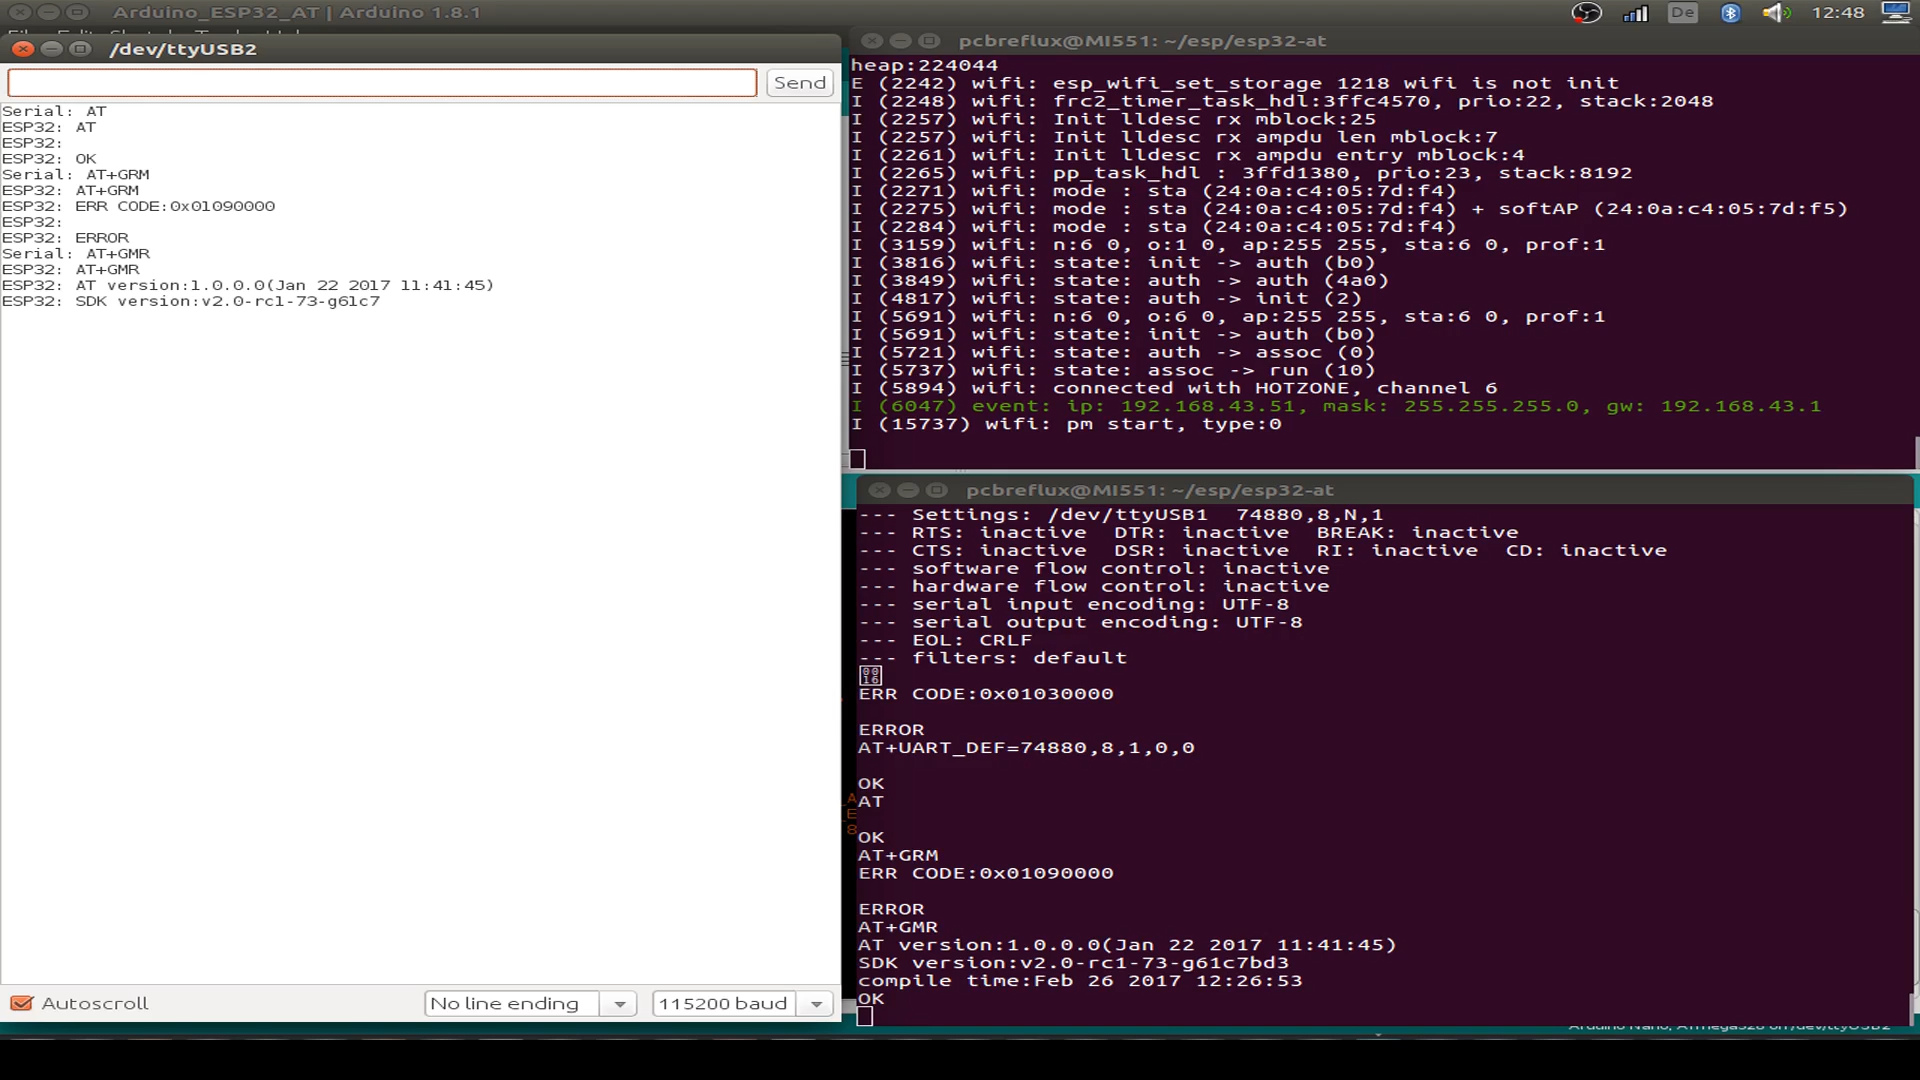 Arduino_ESP32_AT | Arduino 1.8.1
De
12:48
/dev/ttyUSB2
Send
Serial: AT
ESP32: AT
ESP32:
ESP32: OK
Serial: AT+GRM
ESP32: AT+GRM
ESP32: ERR CODE:0x01090000
ESP32:
ESP32: ERROR
Serial: AT+GMR
ESP32: AT+GMR
ESP32: AT version:1.0.0.0(Jan 22 2017 11:41:45)
ESP32: SDK version:v2.0-rc1-73-g61c7
Autoscroll
No line ending
115200 baud
pcbreflux@MI551: ~/esp/esp32-at
heap:224044
E (2242) wifi: esp_wifi_set_storage 1218 wifi is not init
I (2248) wifi: frc2_timer_task_hdl:3ffc4570, prio:22, stack:2048
I (2257) wifi: Init lldesc rx mblock:25
I (2257) wifi: Init lldesc rx ampdu len mblock:7
I (2261) wifi: Init lldesc rx ampdu entry mblock:4
I (2265) wifi: pp_task_hdl : 3ffd1380, prio:23, stack:8192
I (2271) wifi: mode : sta (24:0a:c4:05:7d:f4)
I (2275) wifi: mode : sta (24:0a:c4:05:7d:f4) + softAP (24:0a:c4:05:7d:f5)
I (2284) wifi: mode : sta (24:0a:c4:05:7d:f4)
I (3159) wifi: n:6 0, o:1 0, ap:255 255, sta:6 0, prof:1
I (3816) wifi: state: init -> auth (b0)
I (3849) wifi: state: auth -> auth (4a0)
I (4817) wifi: state: auth -> init (2)
I (5691) wifi: n:6 0, o:6 0, ap:255 255, sta:6 0, prof:1
I (5691) wifi: state: init -> auth (b0)
I (5721) wifi: state: auth -> assoc (0)
I (5737) wifi: state: assoc -> run (10)
I (5894) wifi: connected with HOTZONE, channel 6
I (6047) event: ip: 192.168.43.51, mask: 255.255.255.0, gw: 192.168.43.1
I (15737) wifi: pm start, type:0
pcbreflux@MI551: ~/esp/esp32-at
--- Settings: /dev/ttyUSB1  74880,8,N,1
--- RTS: inactive  DTR: inactive  BREAK: inactive
--- CTS: inactive  DSR: inactive  RI: inactive  CD: inactive
--- software flow control: inactive
--- hardware flow control: inactive
--- serial input encoding: UTF-8
--- serial output encoding: UTF-8
--- EOL: CRLF
--- filters: default
ERR CODE:0x01030000
ERROR
AT+UART_DEF=74880,8,1,0,0
OK
AT
OK
AT+GRM
ERR CODE:0x01090000
ERROR
AT+GMR
AT version:1.0.0.0(Jan 22 2017 11:41:45)
SDK version:v2.0-rc1-73-g61c7bd3
compile time:Feb 26 2017 12:26:53
OK
Arduino Nano, ATmega328 on /dev/ttyUSB2